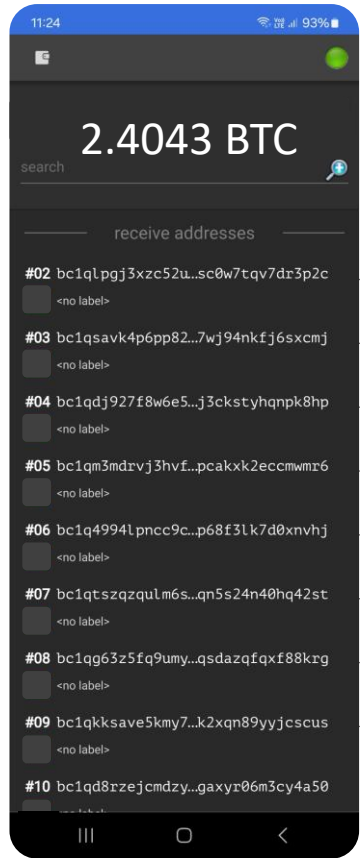 11:24 93%
2.4043 BTC
search
receive addresses
#02 bc1qlpgj3xzc52u…sc0w7tqv7dr3p2c
<no label>
#03 bc1qsavk4p6pp82…7wj94nkfj6sxcmj
<no label>
#04 bc1qdj927f8w6e5…j3ckstyhqnpk8hp
<no label>
#05 bc1qm3mdrvj3hvf…pcakxk2eccmwmr6
<no label>
#06 bc1q4994lpncc9c…p68f3lk7d0xnvhj
<no label>
#07 bc1qtszqzqulm6s…qn5s24n40hq42st
<no label>
#08 bc1qg63z5fq9umy…qsdazqfqxf88krg
<no label>
#09 bc1qkksave5kmy7…k2xqn89yyjcscus
<no label>
#10 bc1qd8rzejcmdzy…gaxyr06m3cy4a50